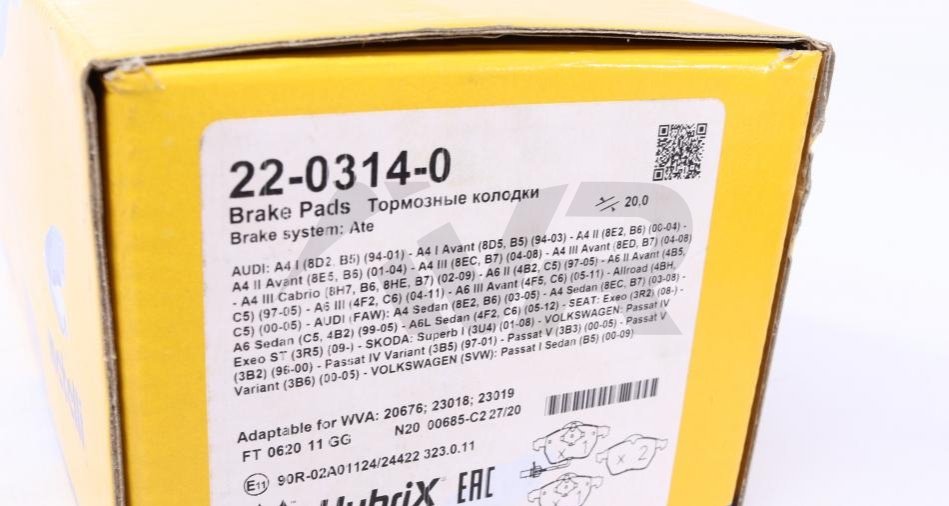 22-0314-0
Brake Pads Тормозные колодки 20,0
Brake system: Ate
AUDI: A4 I (8D2, B5) (94-01) - A4 I Avant (8D5, B5) (94-03) - A4 II (8E2, B6) (00-04) -
A4 II Avant (8E5, B6) (01-04) - A4 III (8EC, B7) (04-08) - A4 III Avant (8ED, B7) (04-08)
- A4 III Cabrio (8H7, B6, 8HE, B7) (02-09) - A6 II (4B2, C5) (97-05) - A6 II Avant (4B5,
C5) (97-05) - A6 III (4F2, C6) (04-11) - A6 III Avant (4F5, C6) (05-11) - Allroad (4BH,
C5) (00-05) - AUDI (FAW): A4 Sedan (8E2, B6) (03-05) - A4 Sedan (8EC, B7) (03-08) -
A6 Sedan (C5, 4B2) (99-05) - A6L Sedan (4F2, C6) (05-12) - SEAT: Exeo (3R2) (08-) -
Exeo ST (3R5) (09-) - SKODA: Superb I (3U4) (01-08) - VOLKSWAGEN: Passat V
(3B2) (96-00) - Passat IV Variant (3B5) (97-01) - Passat V (3B3) (00-05) - Passat V
Variant (3B6) (00-05) - VOLKSWAGEN (SVW): Passat I Sedan (B5) (00-09)
Adaptable for WVA: 20676; 23018; 23019
FT 0620 11 GG N20 00685-C2 27/20
E11 90R-02A01124/24422 323.0.11
HybriX EAC
x 1
x 2